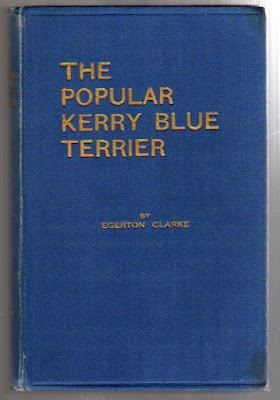 THE
POPULAR
KERRY BLUE
TERRIER
BY
EGERTON CLARKE